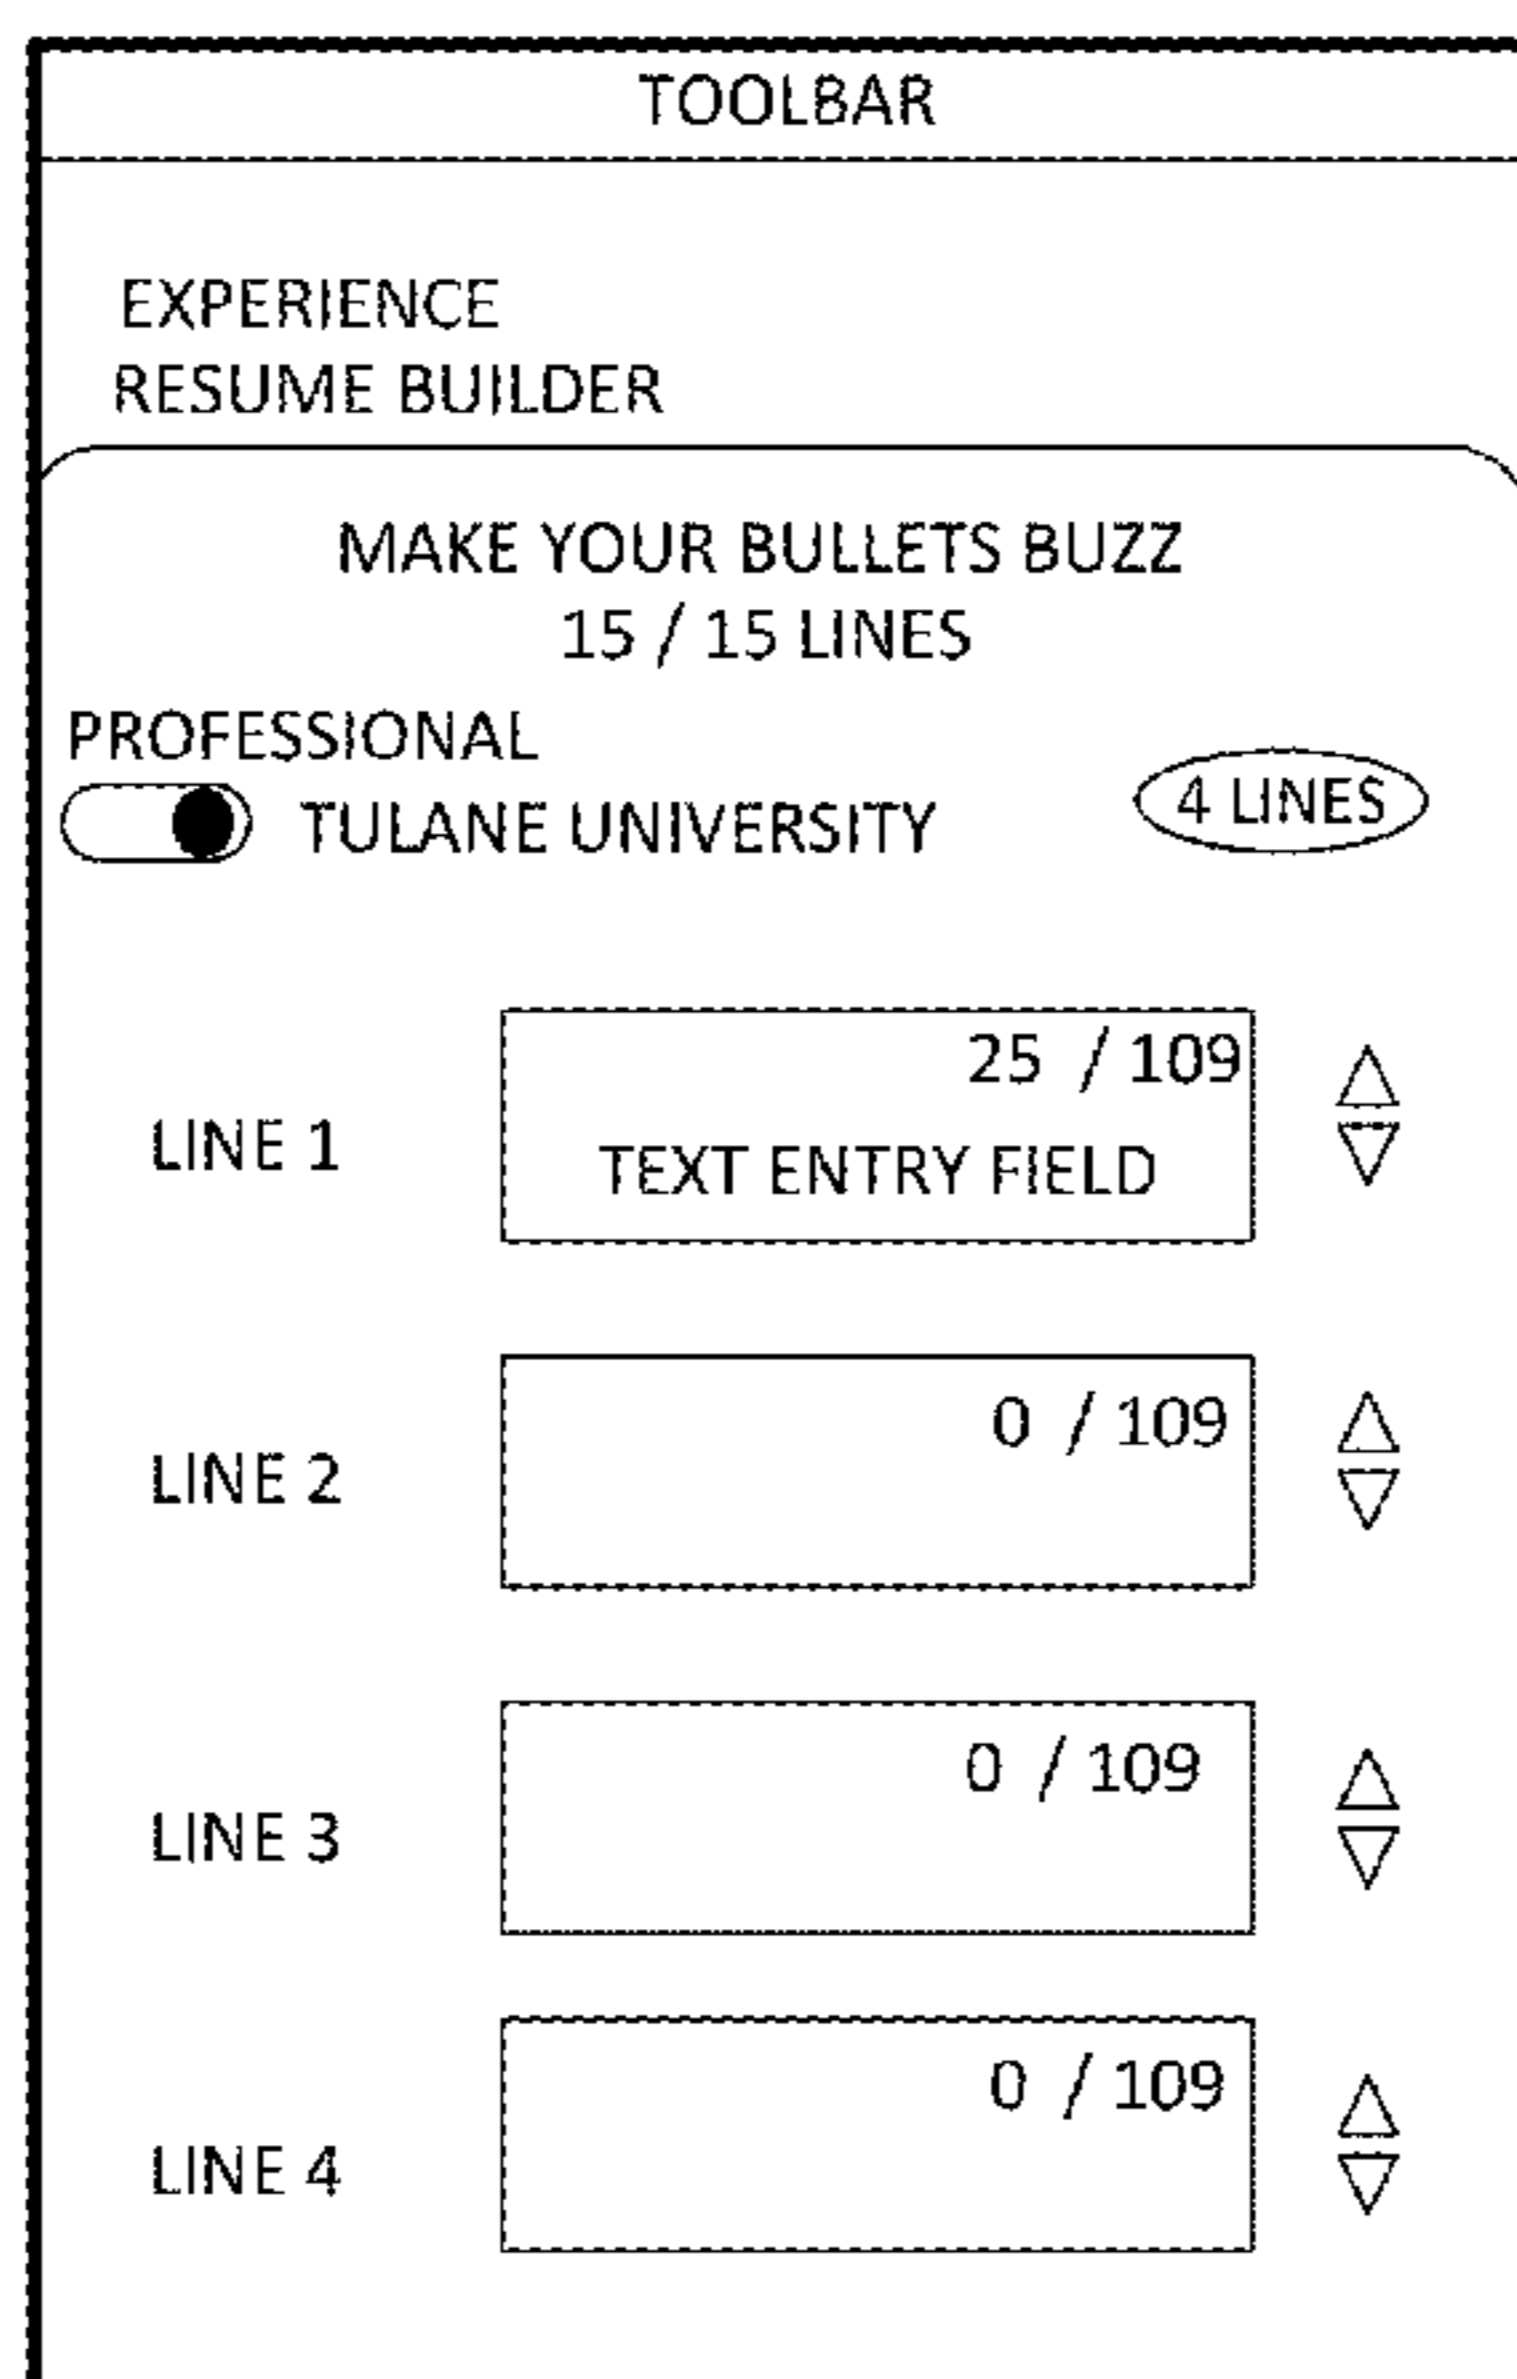 TOOLBAR
EXPERIENCE
RESUME BUILDER
MAKE YOUR BULLETS BUZZ
15 / 15 LINES
PROFESSIONAL
TULANE UNIVERSITY
4 LINES
25 / 109
LINE 1
TEXT ENTRY FIELD
0 / 109
LINE 2
0 / 109
LINE 3
0 / 109
LINE 4